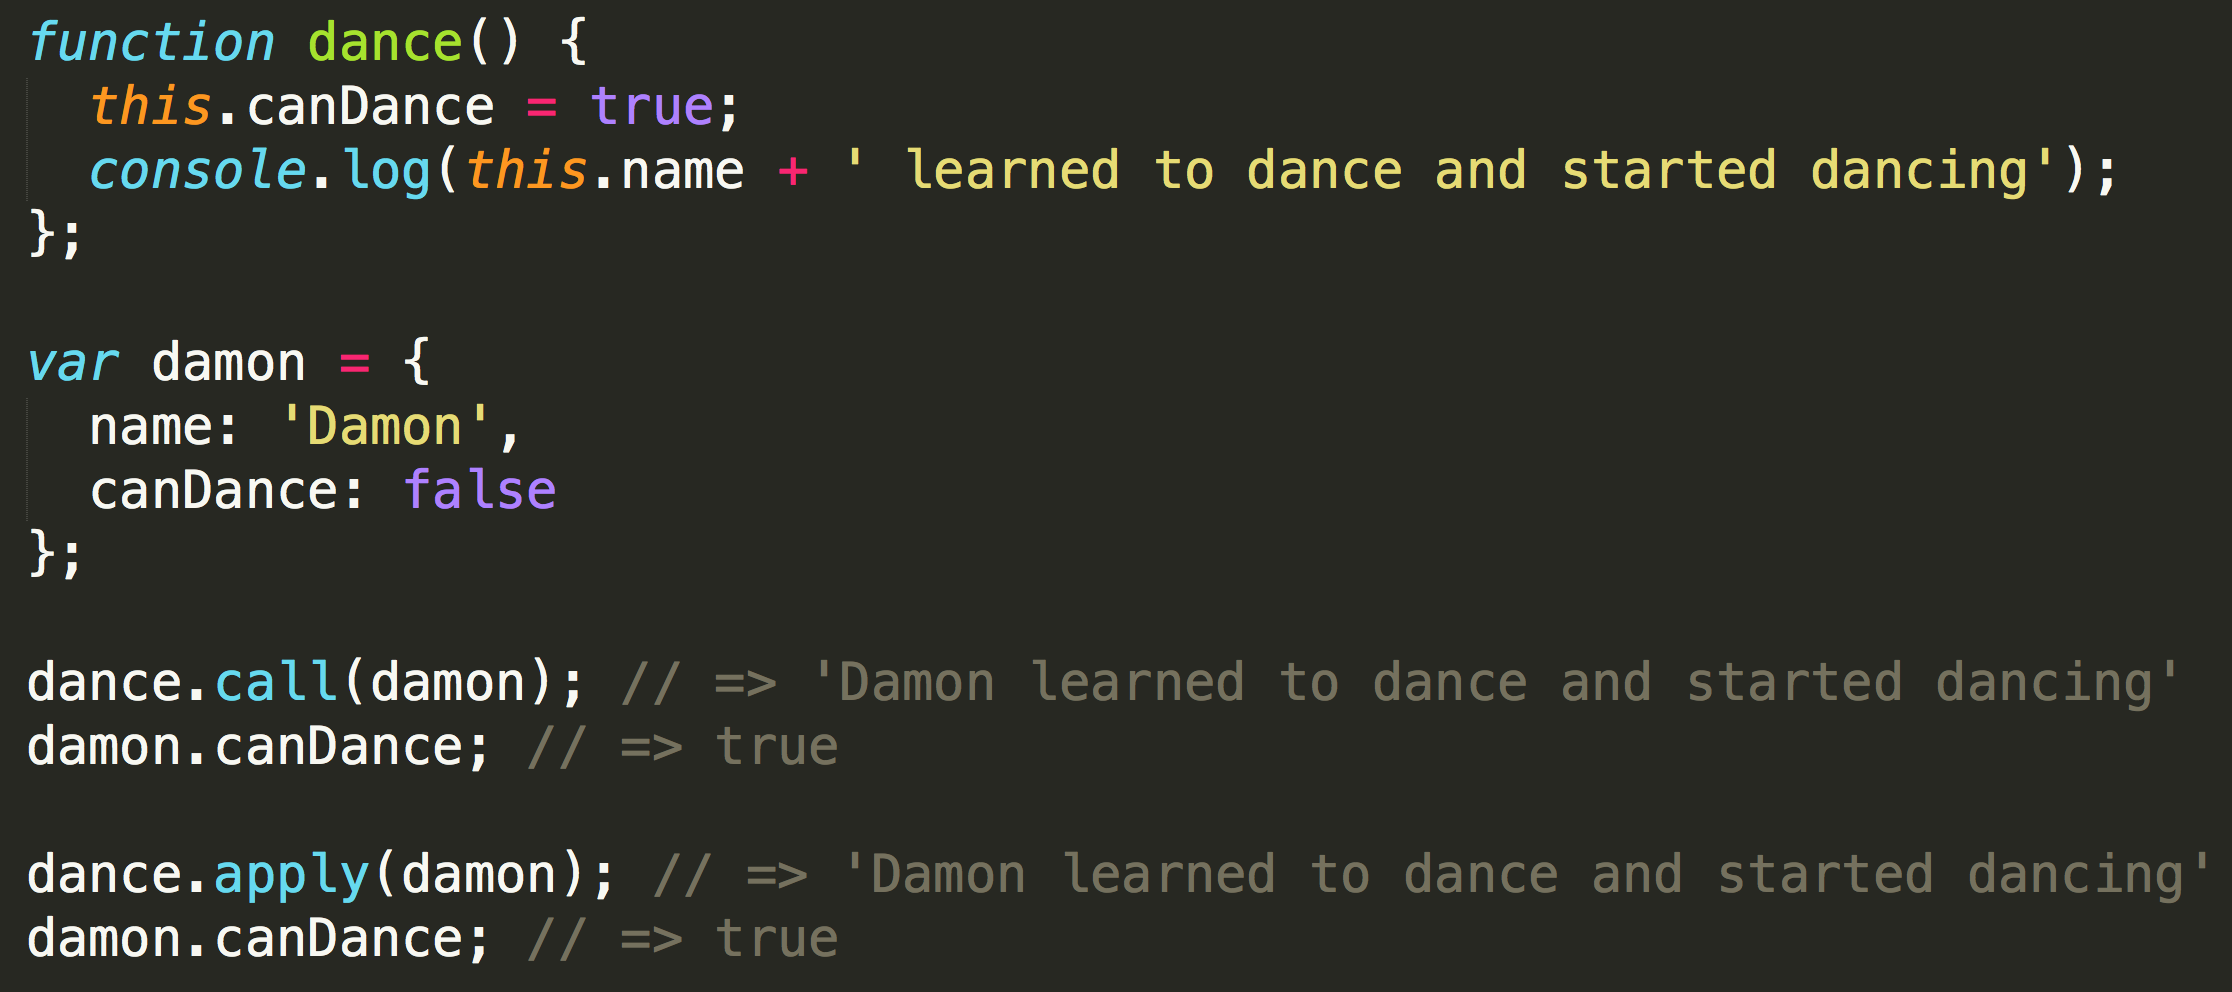 function dance() {
  this.canDance = true;
  console.log(this.name + ' learned to dance and started dancing');
};

var damon = {
  name: 'Damon',
  canDance: false
};

dance.call(damon); // => 'Damon learned to dance and started dancing'
damon.canDance; // => true

dance.apply(damon); // => 'Damon learned to dance and started dancing'
damon.canDance; // => true